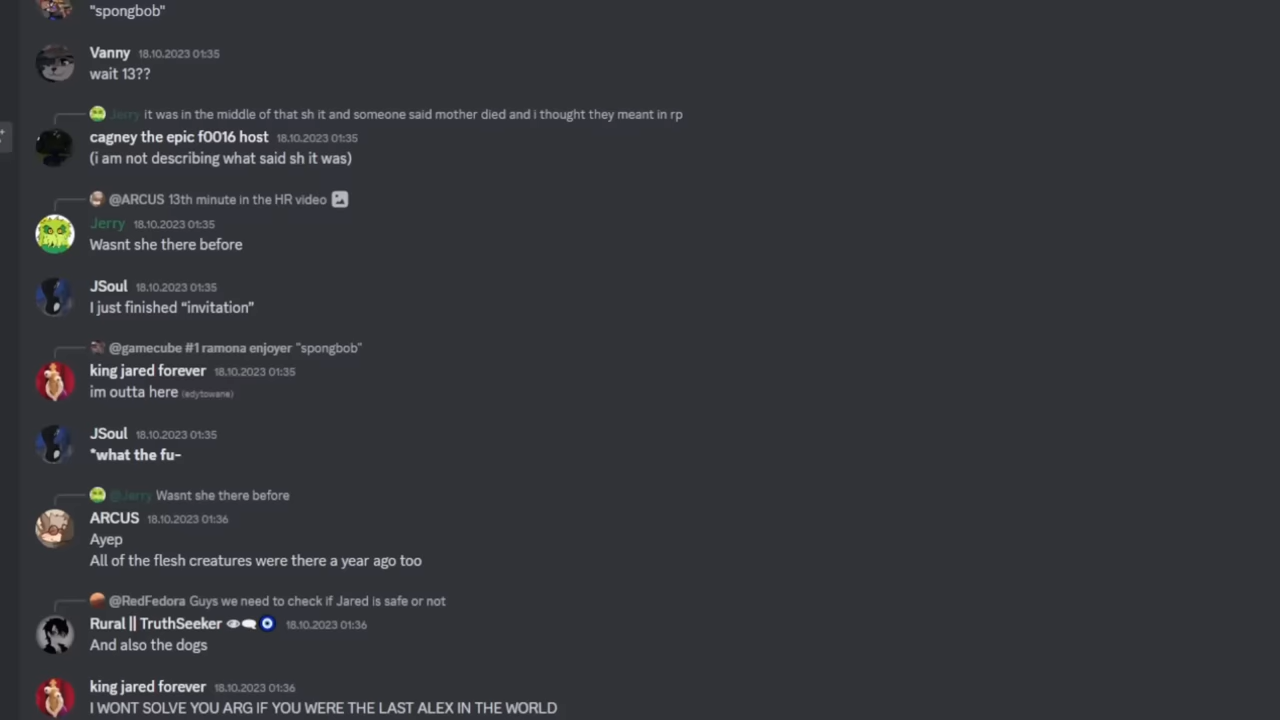 "spongbob"
Vanny 18.10.2023 01:35
wait 13??
Jerry it was in the middle of that sh it and someone said mother died and i thought they meant in rp
cagney the epic f0016 host 18.10.2023 01:35
(i am not describing what said sh it was)
@ARCUS 13th minute in the HR video
Jerry 18.10.2023 01:35
Wasnt she there before
JSoul 18.10.2023 01:35
I just finished “invitation”
@gamecube #1 ramona enjoyer "spongbob"
king jared forever 18.10.2023 01:35
im outta here (edytowane)
JSoul 18.10.2023 01:35
*what the fu-
@Jerry Wasnt she there before
ARCUS 18.10.2023 01:36
Ayep
All of the flesh creatures were there a year ago too
@RedFedora Guys we need to check if Jared is safe or not
Rural || TruthSeeker 👁️‍🗨️🧿 18.10.2023 01:36
And also the dogs
king jared forever 18.10.2023 01:36
I WONT SOLVE YOU ARG IF YOU WERE THE LAST ALEX IN THE WORLD